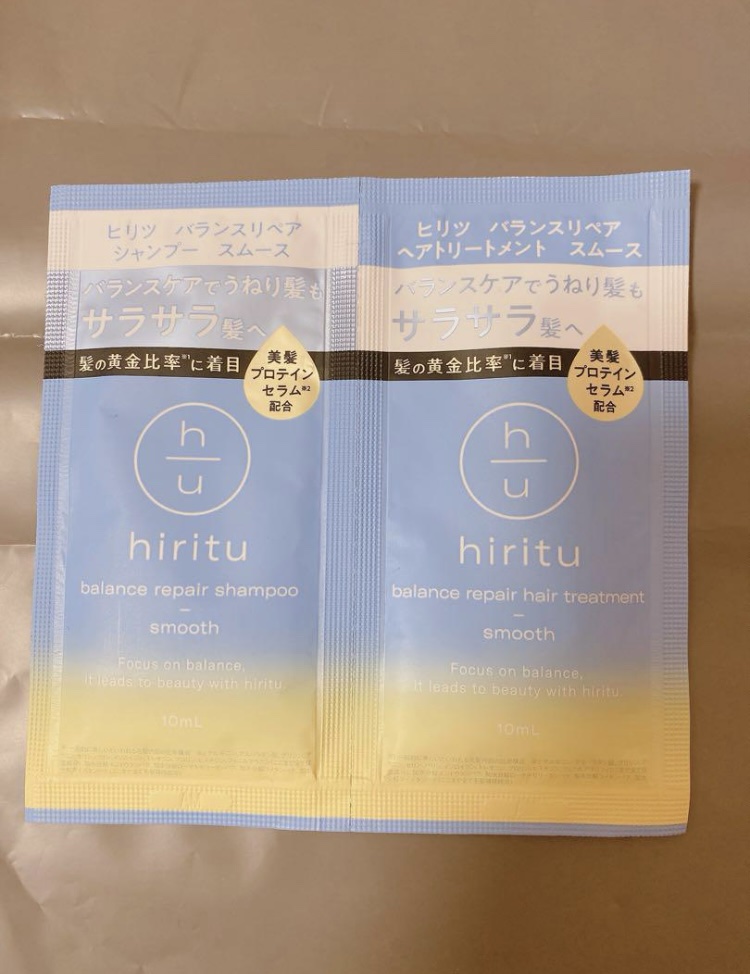 ヒリツ バランスリペア
シャンプー スムース
バランスケアでうねり髪も
サラサラ髪へ
髪の黄金比率※1に着目
美髪
プロテイン
セラム※2
配合
h
u
hiritu
balance repair shampoo
–
smooth
Focus on balance,
it leads to beauty with hiritu.
10mL
ヒリツ バランスリペア
ヘアトリートメント スムース
バランスケアでうねり髪も
サラサラ髪へ
髪の黄金比率※1に着目
美髪
プロテイン
セラム※2
配合
h
u
hiritu
balance repair hair treatment
–
smooth
Focus on balance,
it leads to beauty with hiritu.
10mL